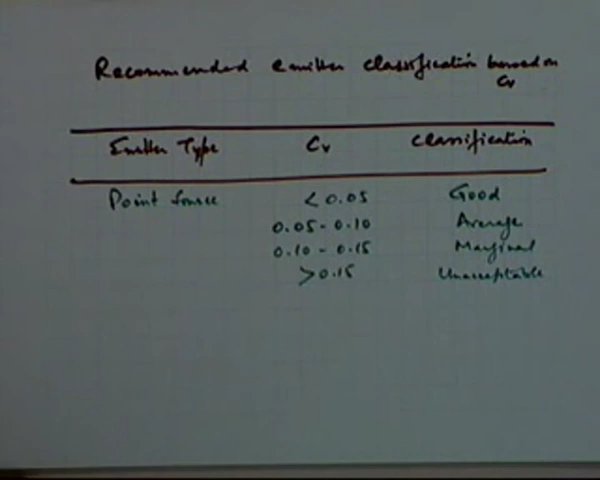 Recommended emitter classification based on
Cv
Emitter Type Cv Classification
Point Source < 0.05 Good
0.05 - 0.10 Average
0.10 - 0.15 Marginal
> 0.15 Unacceptable